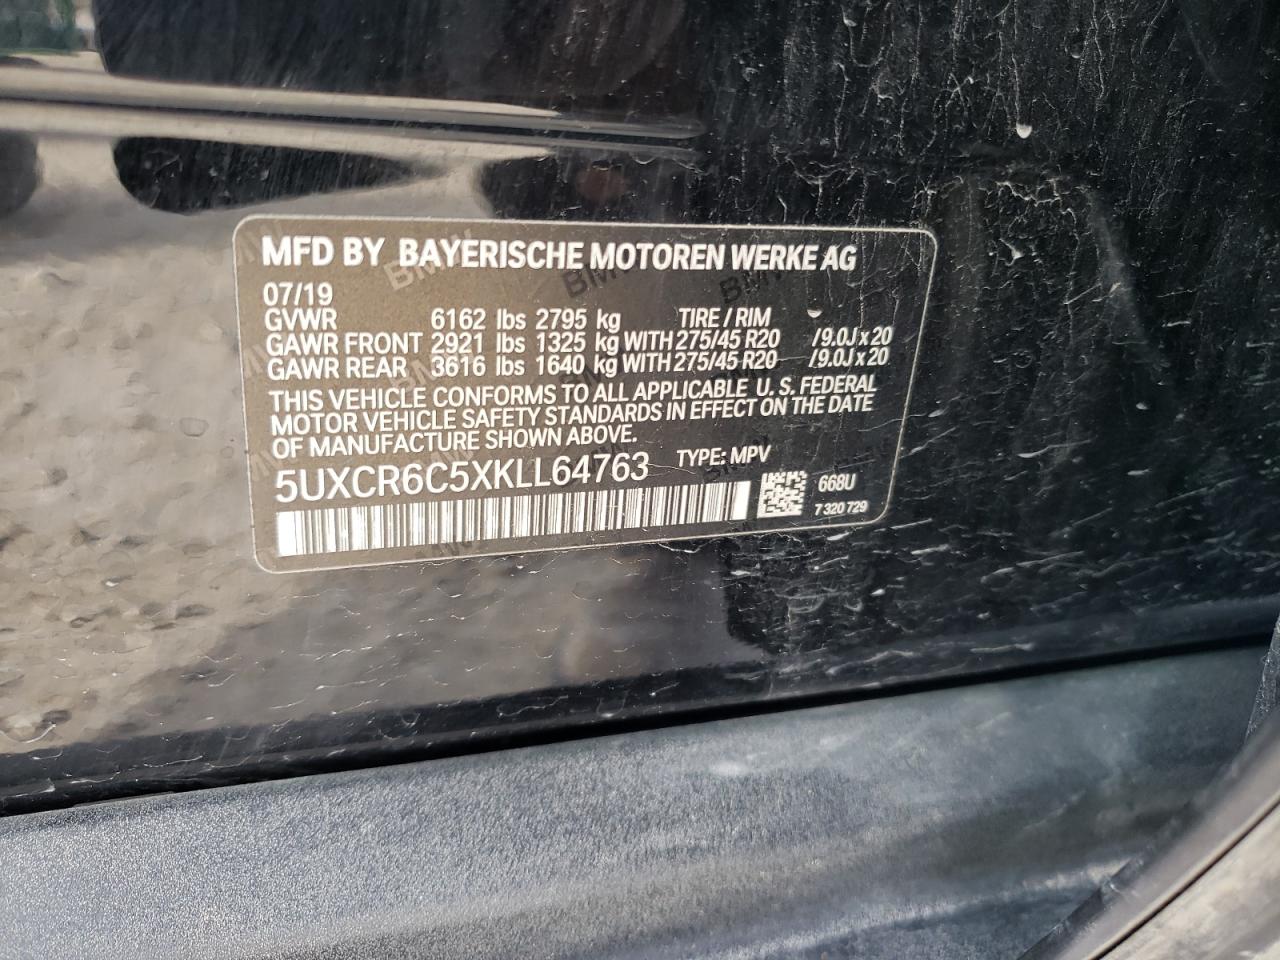 MFD BY BAYERISCHE MOTOREN WERKE AG
07/19
GVWR 6162 lbs 2795 kg TIRE / RIM
GAWR FRONT 2921 lbs 1325 kg WITH 275/45 R20 /9.0J x 20
GAWR REAR 3616 lbs 1640 kg WITH 275/45 R20 /9.0J x 20
THIS VEHICLE CONFORMS TO ALL APPLICABLE U. S. FEDERAL
MOTOR VEHICLE SAFETY STANDARDS IN EFFECT ON THE DATE
OF MANUFACTURE SHOWN ABOVE.
5UXCR6C5XKLL64763 TYPE: MPV
668U
7 320 729